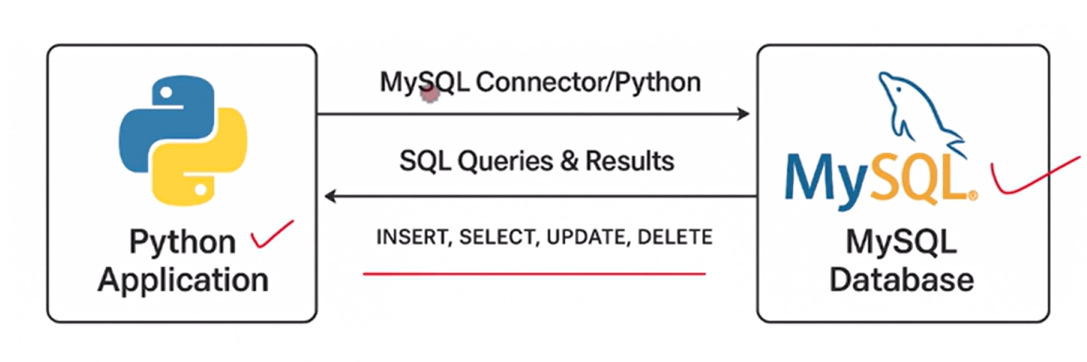 MySQL Connector/Python
SQL Queries & Results
INSERT, SELECT, UPDATE, DELETE
Python
Application
MySQL®
MySQL
Database